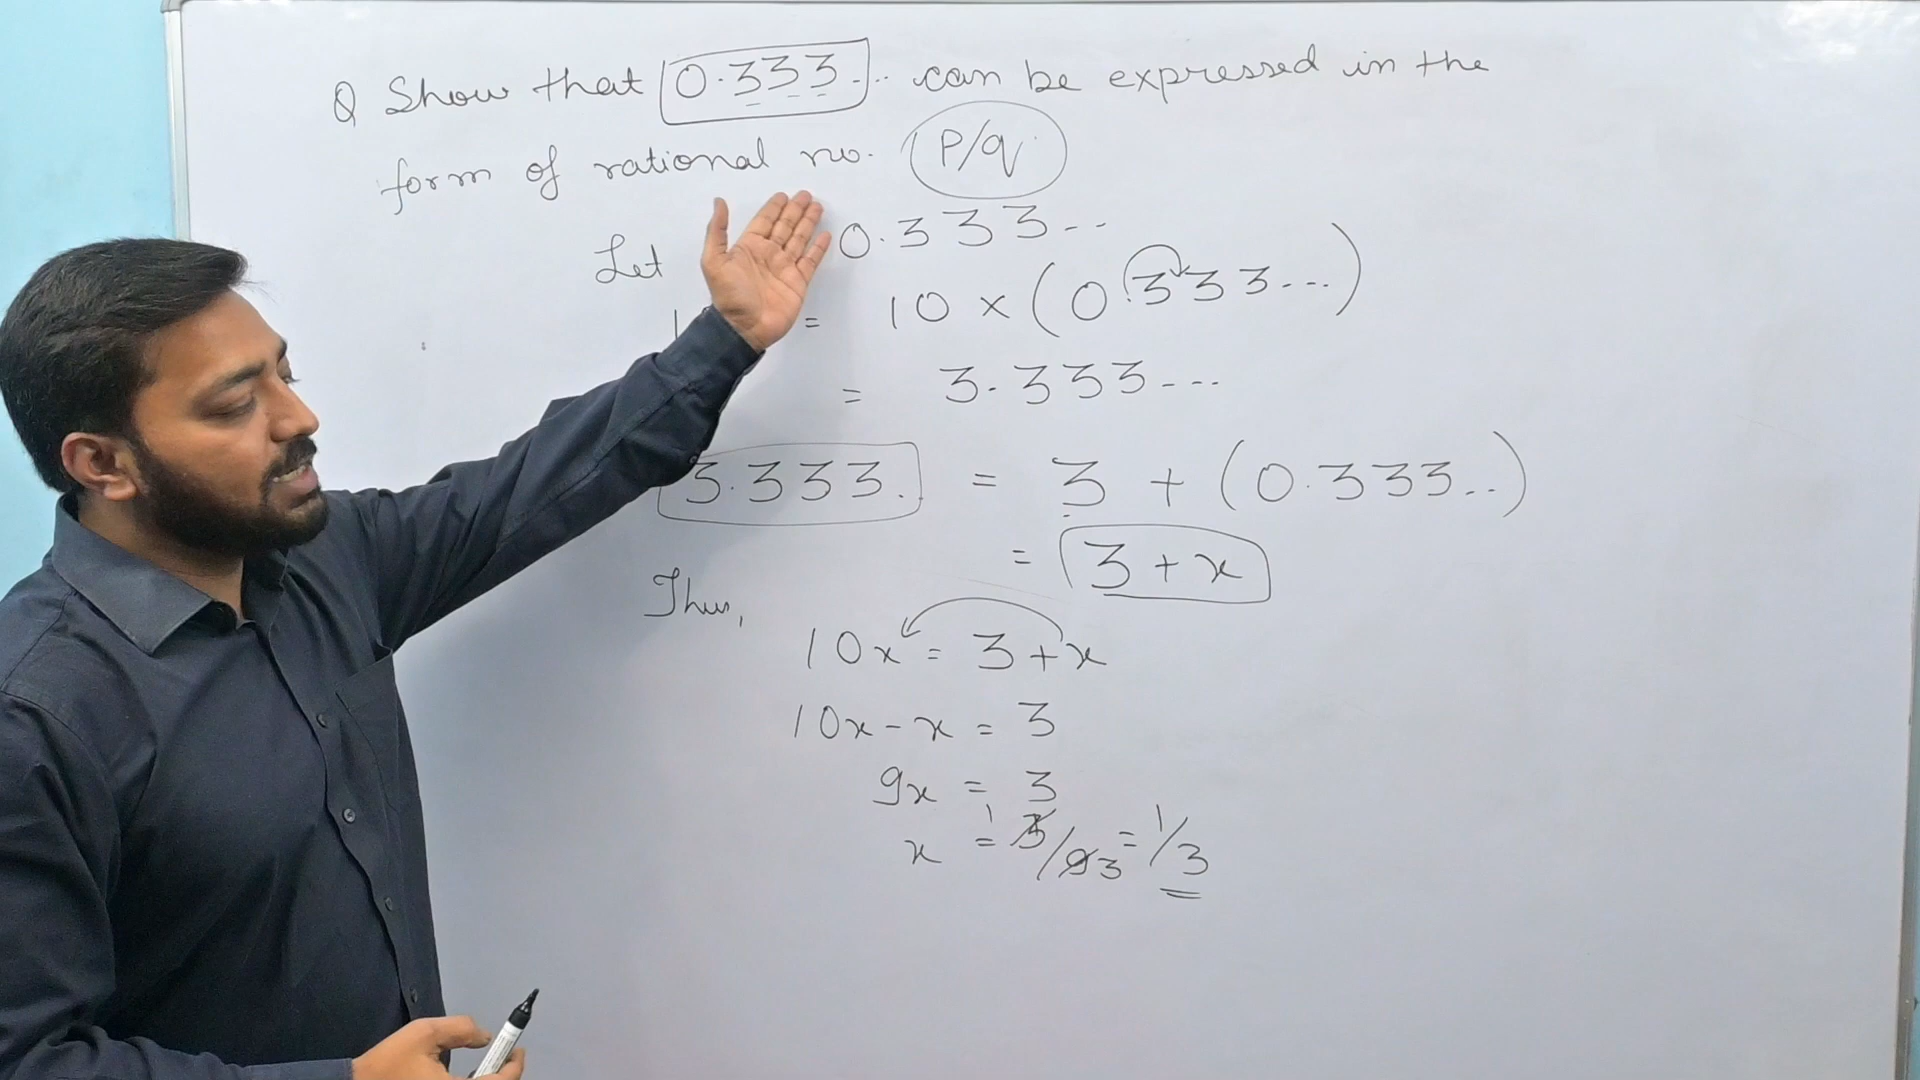 Q Show that 0.333... can be expressed in the
form of rational no. P/q
Let 0.333..
1 = 10 × (0.333...)
= 3.333...
3.333.. = 3 + (0.333..)
= 3 + x
Thus,
10x = 3 + x
10x - x = 3
9x = 3
x = 3/9 = 1/3